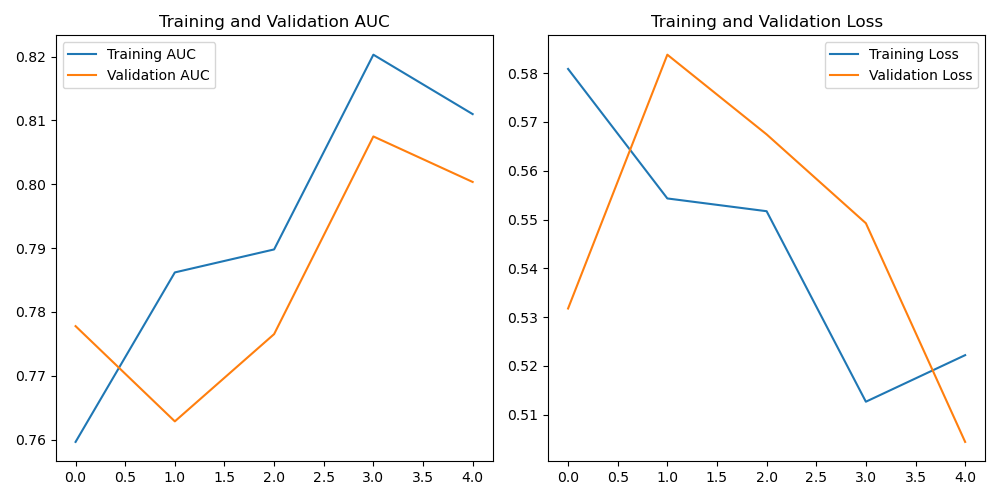 Training and Validation AUC
Training AUC
Validation AUC
0.82
0.81
0.80
0.79
0.78
0.77
0.76
0.0 0.5 1.0 1.5 2.0 2.5 3.0 3.5 4.0
Training and Validation Loss
Training Loss
Validation Loss
0.58
0.57
0.56
0.55
0.54
0.53
0.52
0.51
0.0 0.5 1.0 1.5 2.0 2.5 3.0 3.5 4.0